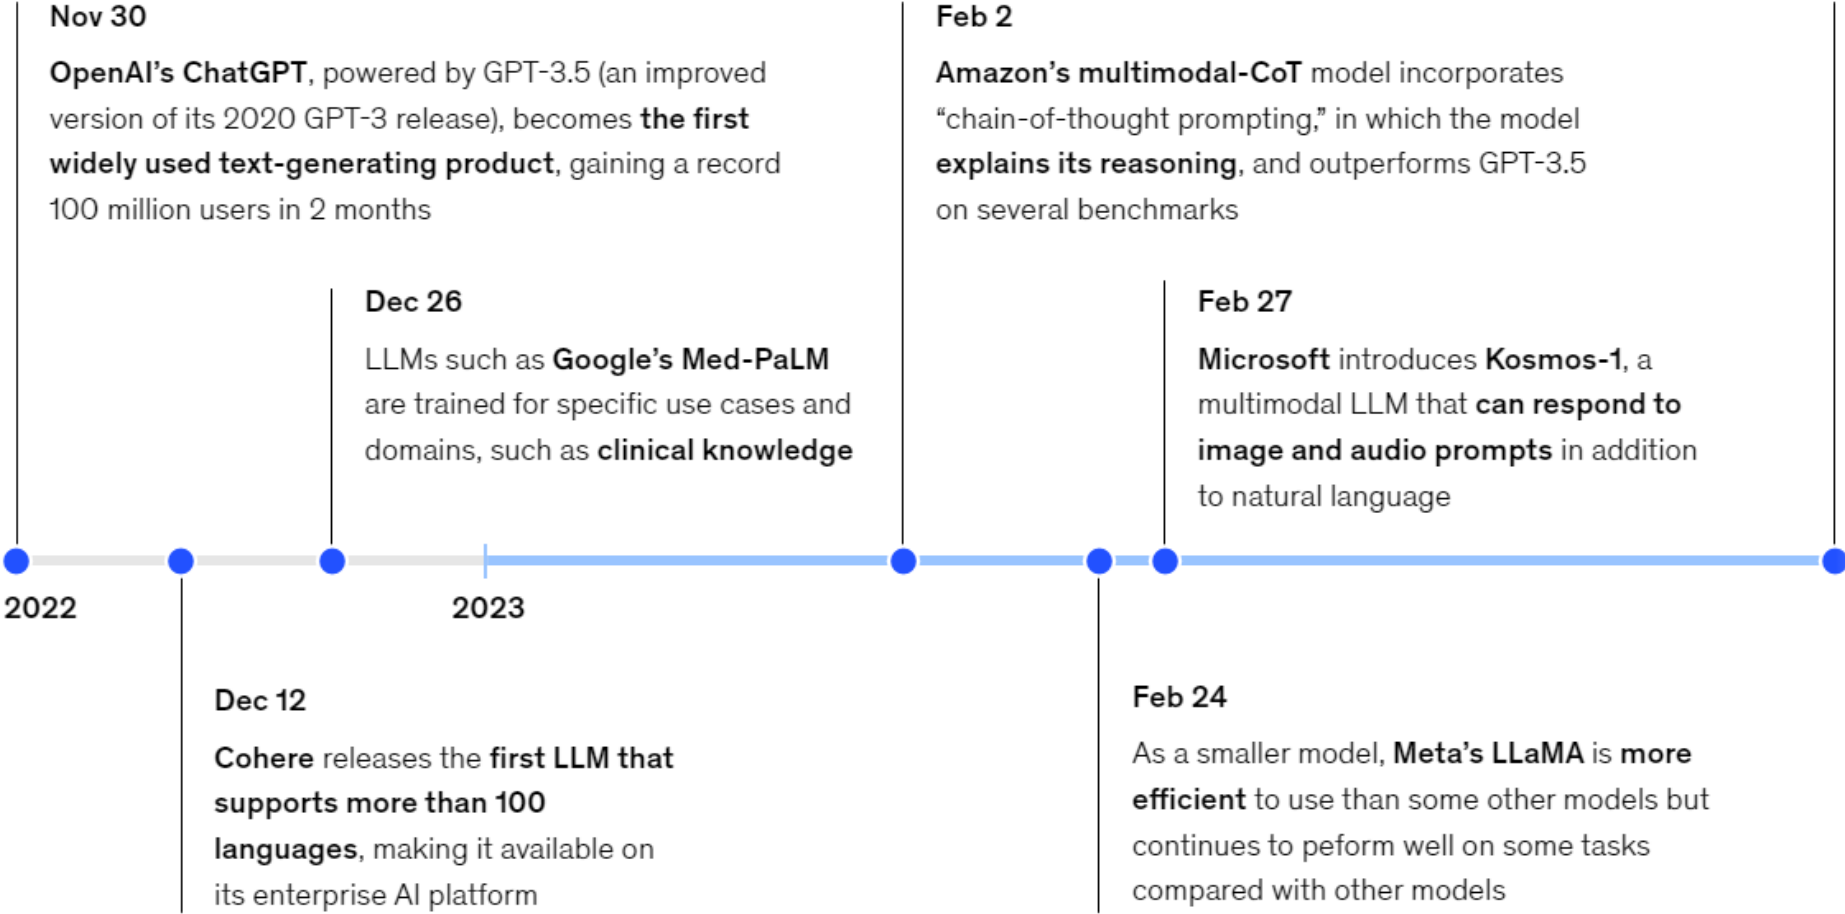 Nov 30
OpenAI’s ChatGPT, powered by GPT-3.5 (an improved
version of its 2020 GPT-3 release), becomes the first
widely used text-generating product, gaining a record
100 million users in 2 months
Feb 2
Amazon’s multimodal-CoT model incorporates
“chain-of-thought prompting,” in which the model
explains its reasoning, and outperforms GPT-3.5
on several benchmarks
Dec 26
LLMs such as Google’s Med-PaLM
are trained for specific use cases and
domains, such as clinical knowledge
Feb 27
Microsoft introduces Kosmos-1, a
multimodal LLM that can respond to
image and audio prompts in addition
to natural language
2022
2023
Dec 12
Cohere releases the first LLM that
supports more than 100
languages, making it available on
its enterprise AI platform
Feb 24
As a smaller model, Meta’s LLaMA is more
efficient to use than some other models but
continues to peform well on some tasks
compared with other models